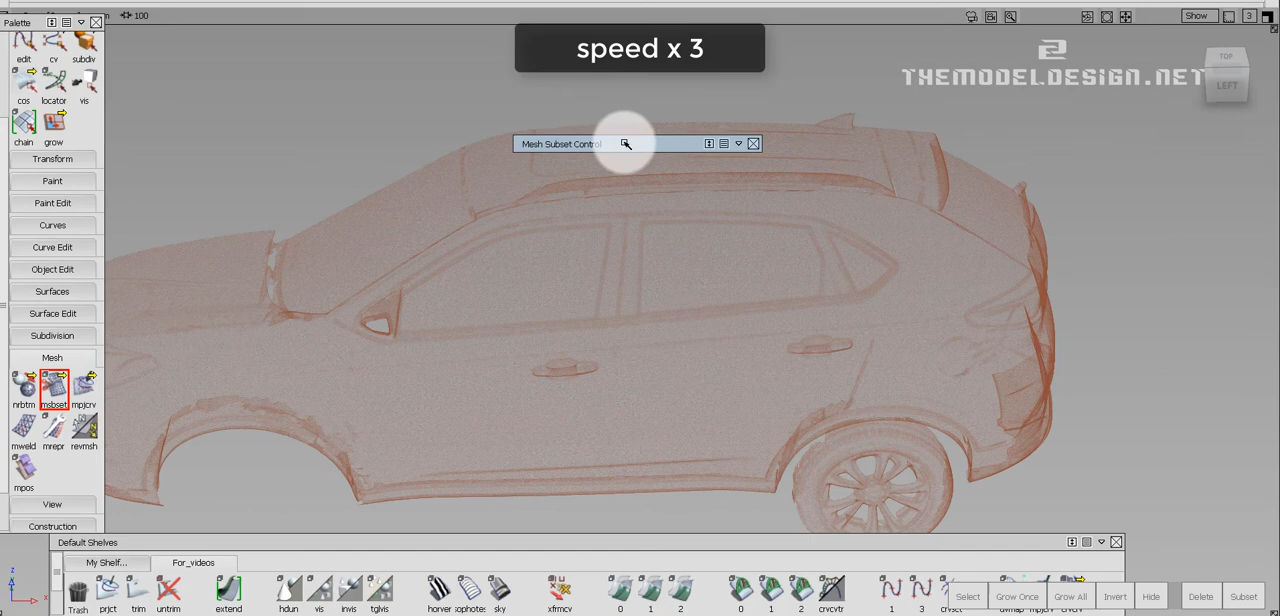 100
Show
3
Palette
speed x 3
THEMODELDESIGN.NET
TOP
LEFT
edit cv subdiv
cos locator vis
chain grow
Mesh Subset Control
Transform
Paint
Paint Edit
Curves
Curve Edit
Object Edit
Surfaces
Surface Edit
Subdivision
Mesh
nrbtm msbset mpjcrv
mweld mrepr revmsh
mpos
View
Construction
Default Shelves
My Shelf...
For_videos
Trash prjct trim untrim extend hdun vis invis tglvis horver sky xfrmcv 0 1 2 0 1 2 crvcvtr 1 3
Select Grow Once Grow All Invert Hide Delete Subset
z
x